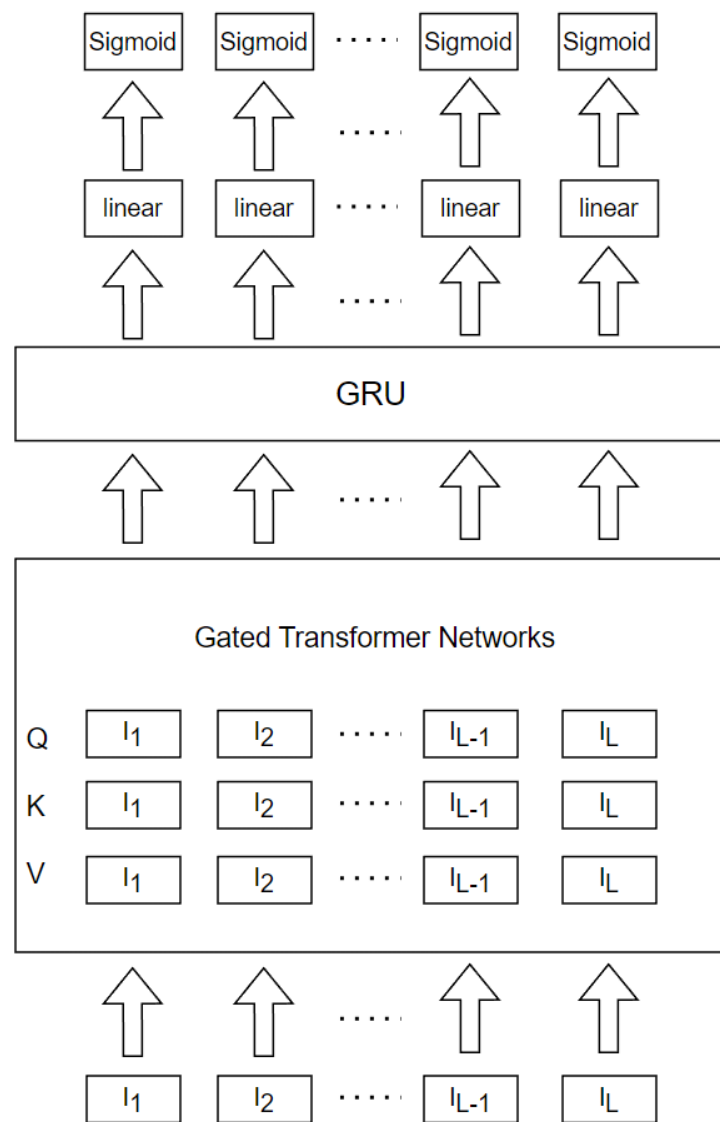 Sigmoid Sigmoid ..... Sigmoid Sigmoid
.....
linear linear ..... linear linear
.....
GRU
.....
Gated Transformer Networks
Q I1 I2 ..... IL-1 IL
K I1 I2 ..... IL-1 IL
V I1 I2 ..... IL-1 IL
.....
I1 I2 ..... IL-1 IL